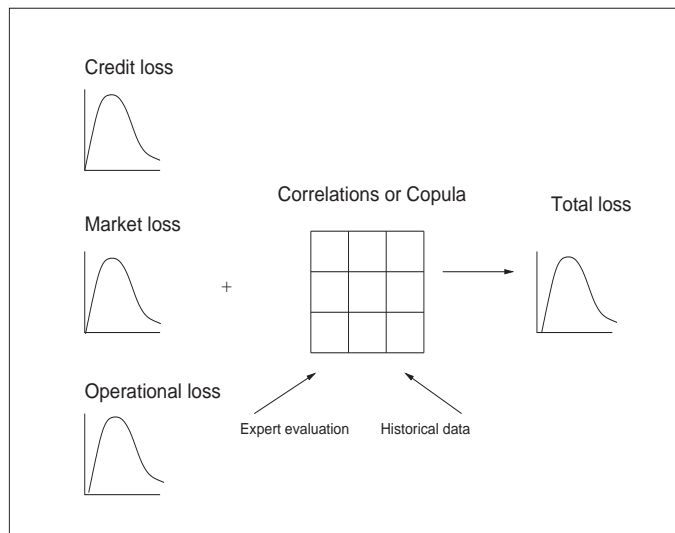 Credit loss
Market loss
Operational loss
+
Correlations or Copula
Expert evaluation
Historical data
Total loss